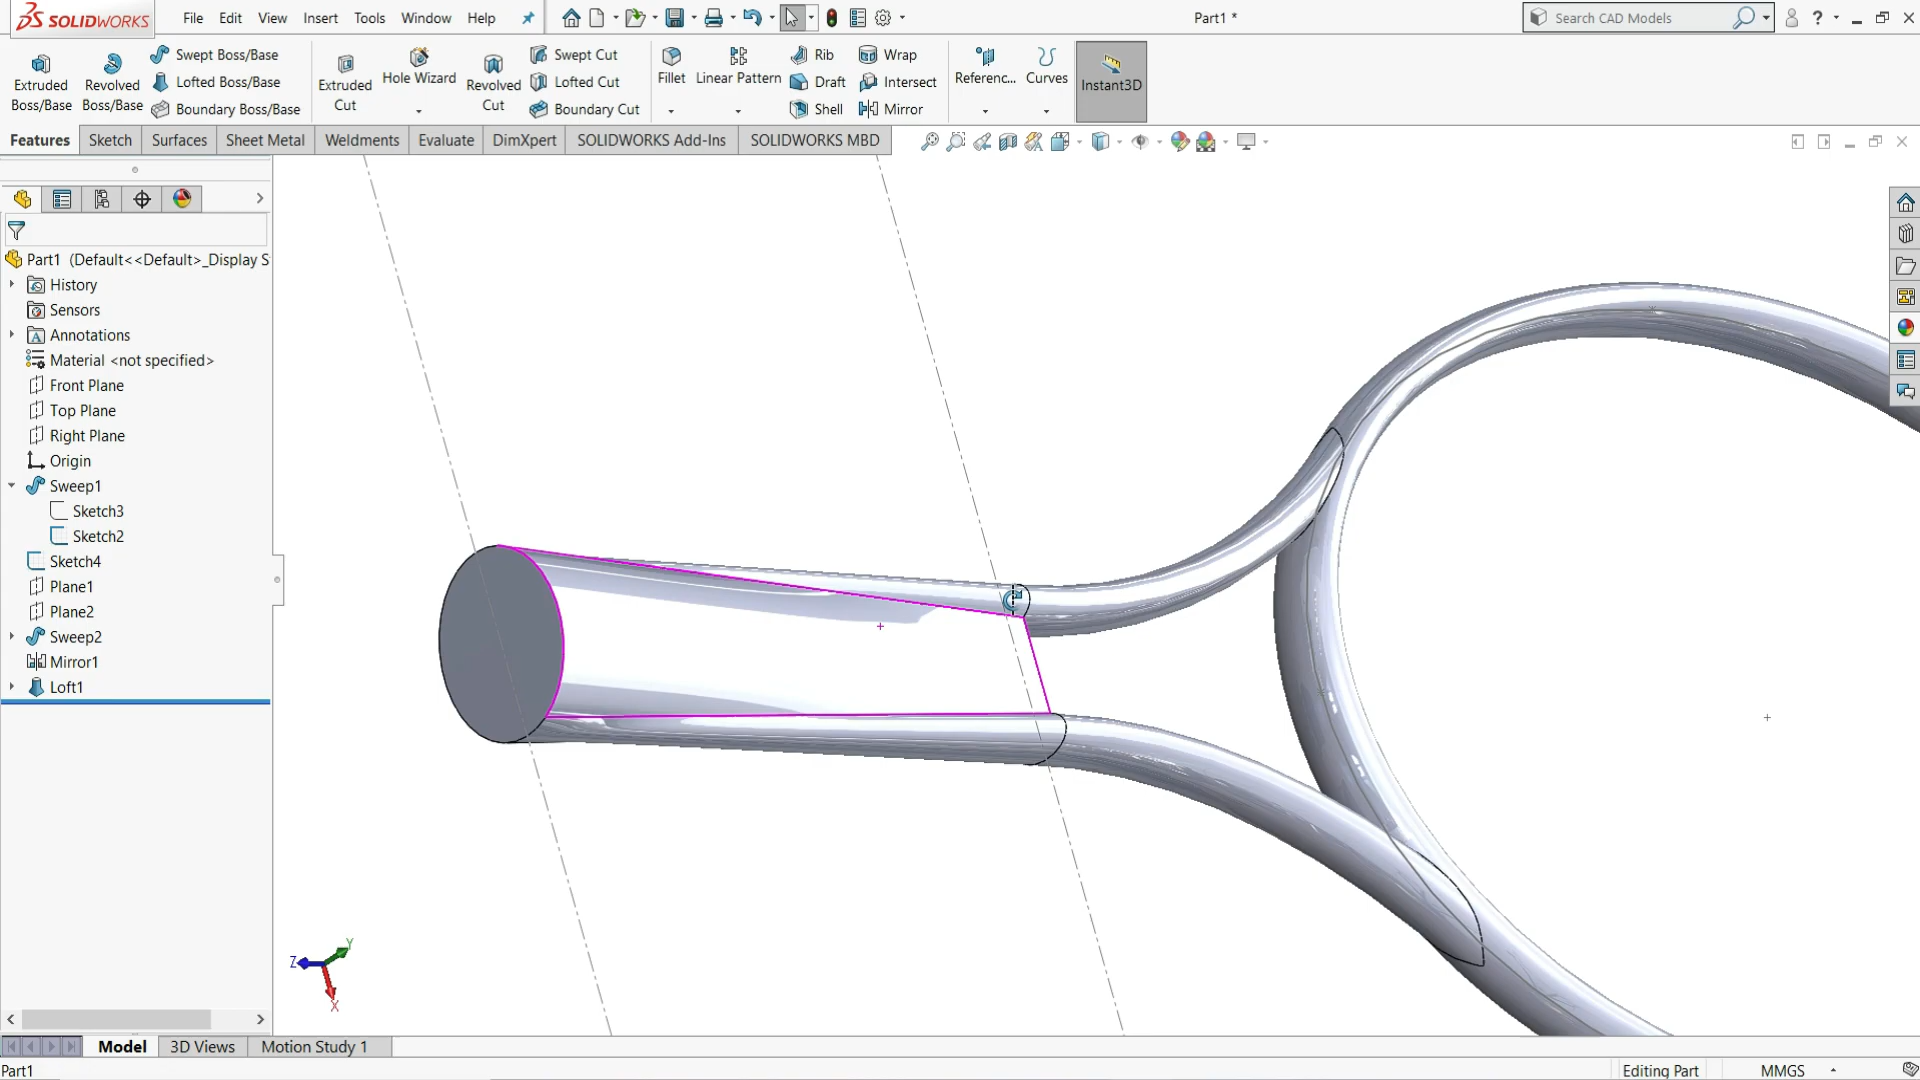 SOLIDWORKS
File Edit View Insert Tools Window Help
Part1 *
Search CAD Models
?
Extruded Boss/Base
Revolved Boss/Base
Swept Boss/Base
Lofted Boss/Base
Boundary Boss/Base
Extruded Cut
Hole Wizard
Revolved Cut
Swept Cut
Lofted Cut
Boundary Cut
Fillet
Linear Pattern
Rib
Draft
Shell
Wrap
Intersect
Mirror
Referenc...
Curves
Instant3D
Features Sketch Surfaces Sheet Metal Weldments Evaluate DimXpert SOLIDWORKS Add-Ins SOLIDWORKS MBD
Part1 (Default<<Default>_Display S
History
Sensors
Annotations
Material <not specified>
Front Plane
Top Plane
Right Plane
Origin
Sweep1
Sketch3
Sketch2
Sketch4
Plane1
Plane2
Sweep2
Mirror1
Loft1
Y
Z
X
Model 3D Views Motion Study 1
Part1
Editing Part
MMGS